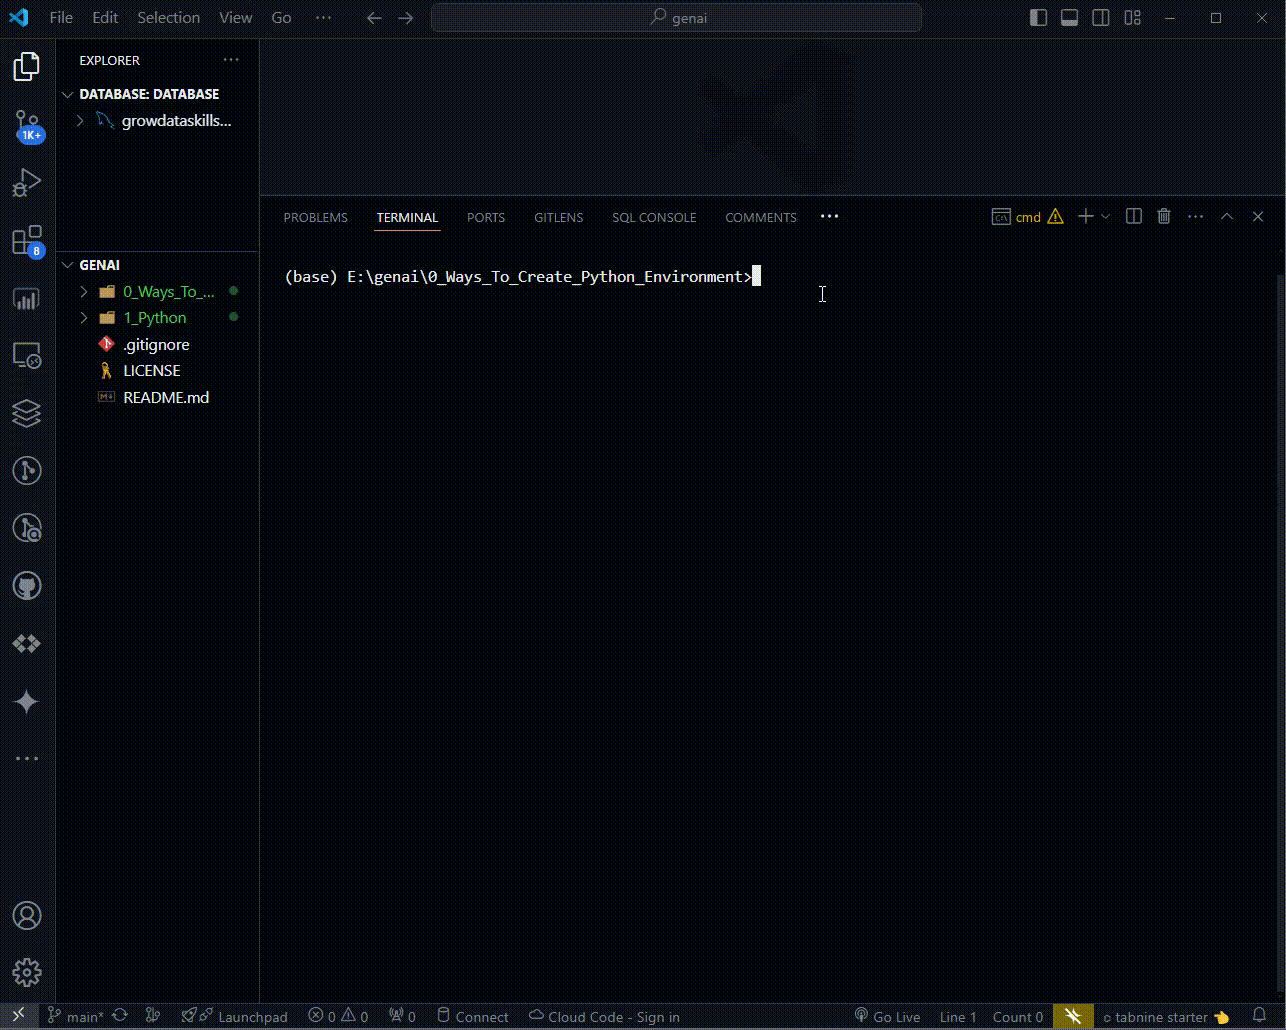 File Edit Selection View Go ··· genai
EXPLORER ···
DATABASE: DATABASE
growdataskills...
1K+
8
GENAI
0_Ways_To_...
1_Python
.gitignore
LICENSE
README.md
PROBLEMS TERMINAL PORTS GITLENS SQL CONSOLE COMMENTS ··· cmd
(base) E:\genai\0_Ways_To_Create_Python_Environment>
main* Launchpad 0 0 0 Connect Cloud Code - Sign in Go Live Line 1 Count 0 tabnine starter